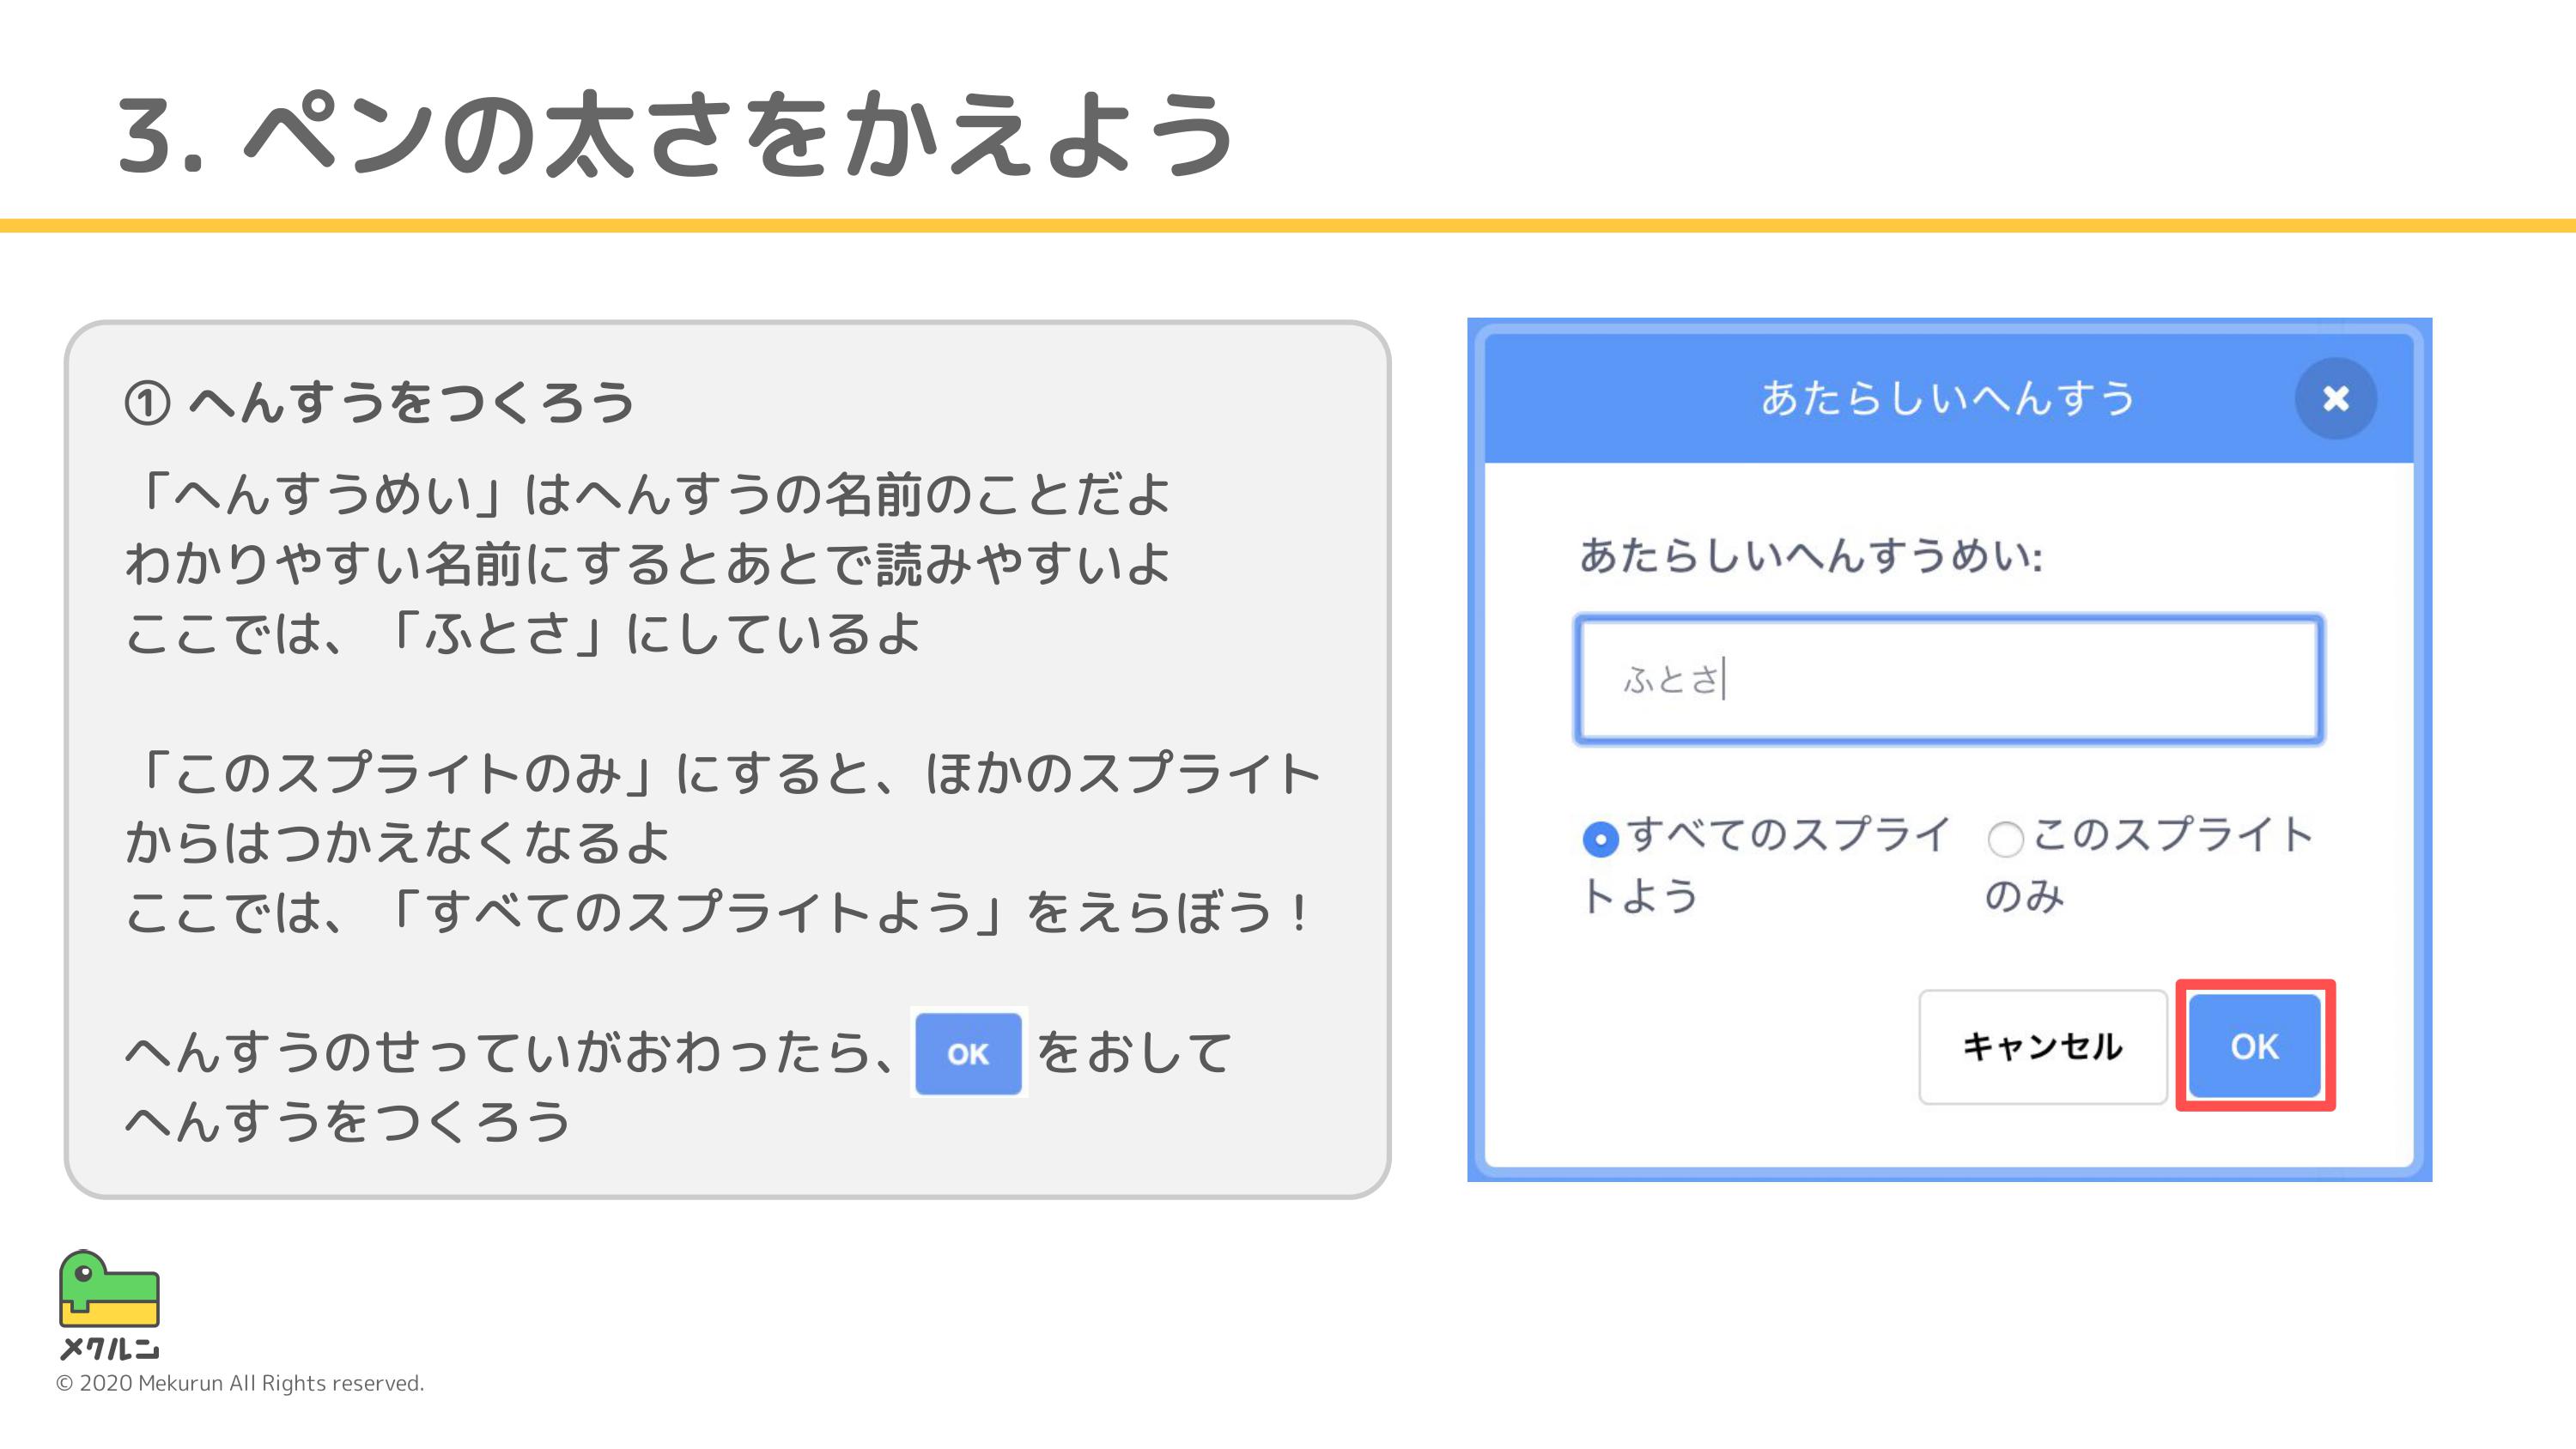 3. ペンの太さをかえよう
① へんすうをつくろう
「へんすうめい」はへんすうの名前のことだよ
わかりやすい名前にするとあとで読みやすいよ
ここでは、「ふとさ」にしているよ
「このスプライトのみ」にすると、ほかのスプライト
からはつかえなくなるよ
ここでは、「すべてのスプライトよう」をえらぼう！
へんすうのせっていがおわったら、 OK をおして
へんすうをつくろう
あたらしいへんすう
あたらしいへんすうめい:
ふとさ
すべてのスプライ
トよう
このスプライト
のみ
キャンセル
OK
メクルン
© 2020 Mekurun All Rights reserved.